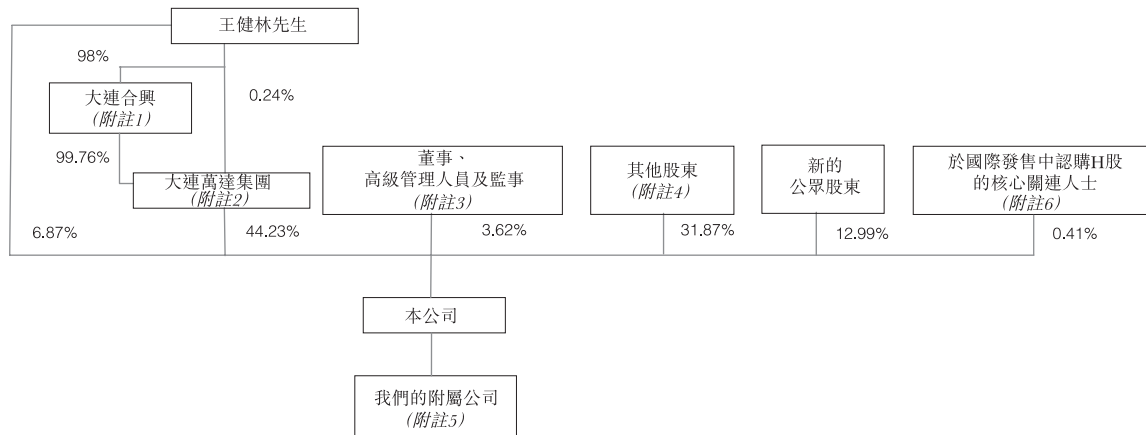 王健林先生
98%
0.24%
大連合興
(附註1)
99.76%
大連萬達集團
(附註2)
董事、
高級管理人員及監事
(附註3)
其他股東
(附註4)
新的
公眾股東
於國際發售中認購H股
的核心關連人士
(附註6)
6.87%
44.23%
3.62%
31.87%
12.99%
0.41%
本公司
我們的附屬公司
(附註5)